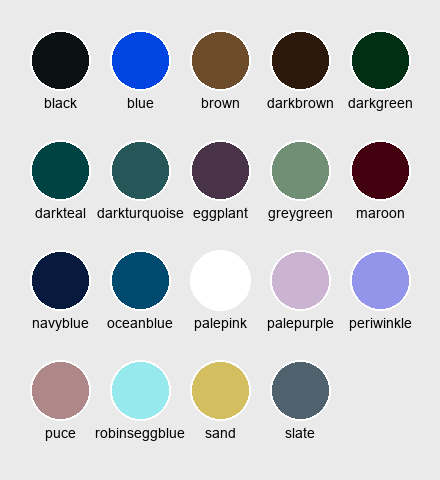 black blue brown darkbrown darkgreen
darkteal darkturquoise eggplant greygreen maroon
navyblue oceanblue palepink palepurple periwinkle
puce robinseggblue sand slate